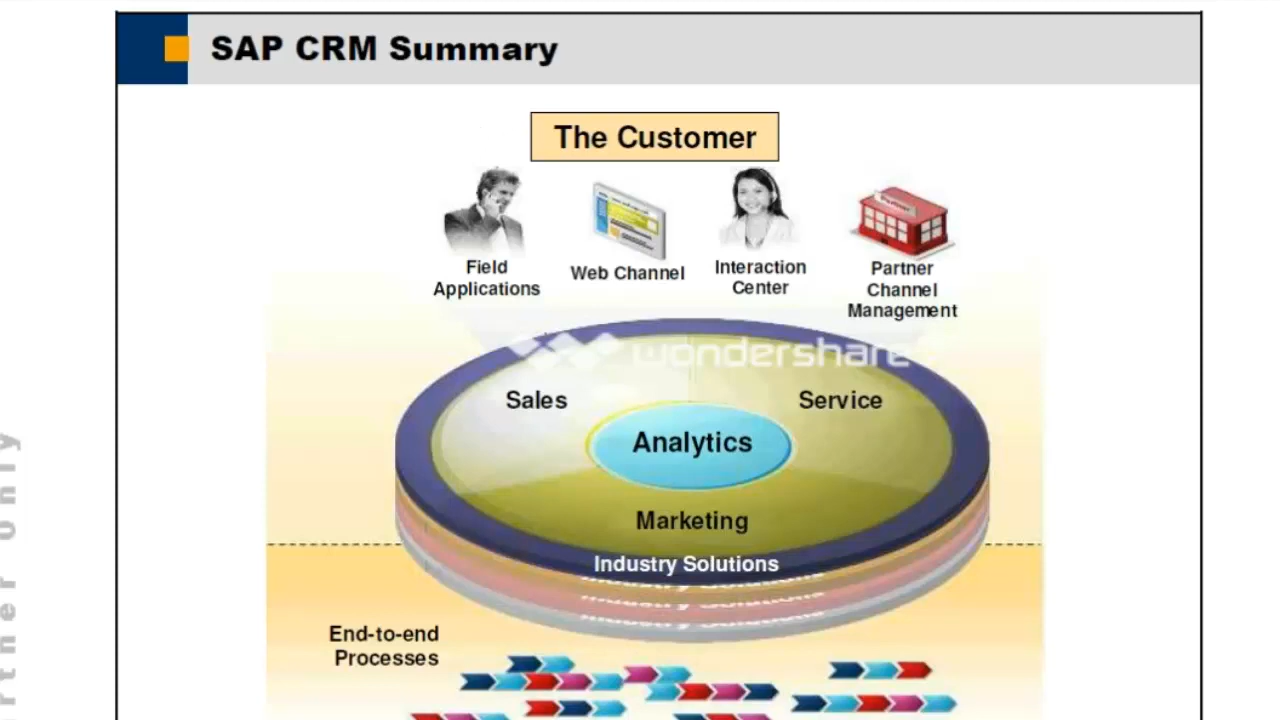 SAP CRM Summary
The Customer
Field
Applications
Web Channel
Interaction
Center
Partner
Channel
Management
wondershare
Sales
Service
Analytics
Marketing
Industry Solutions
End-to-end
Processes